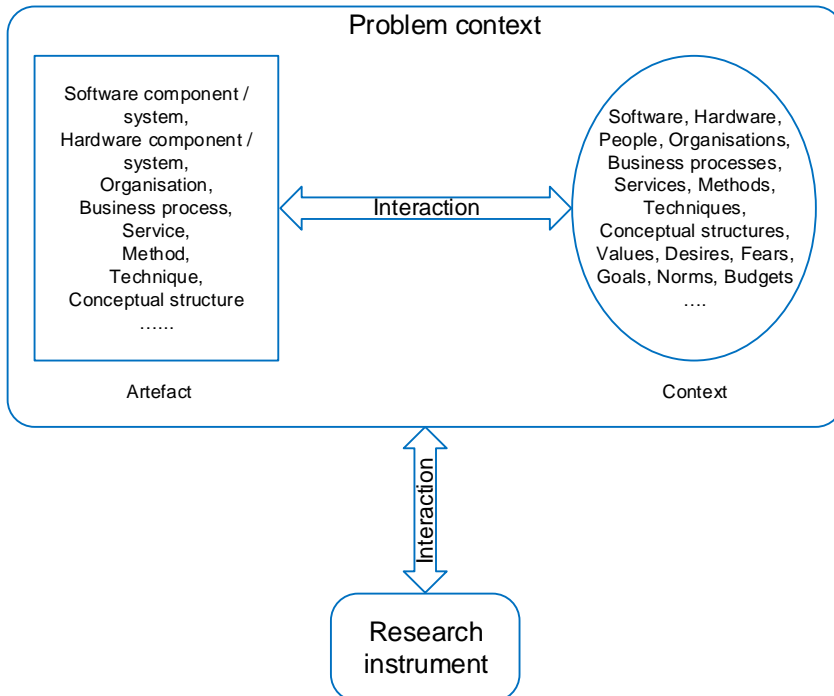 Problem context
Software component /
system,
Hardware component /
system,
Organisation,
Business process,
Service,
Method,
Technique,
Conceptual structure
......
Artefact
Interaction
Software, Hardware,
People, Organisations,
Business processes,
Services, Methods,
Techniques,
Conceptual structures,
Values, Desires, Fears,
Goals, Norms, Budgets
....
Context
Interaction
Research
instrument